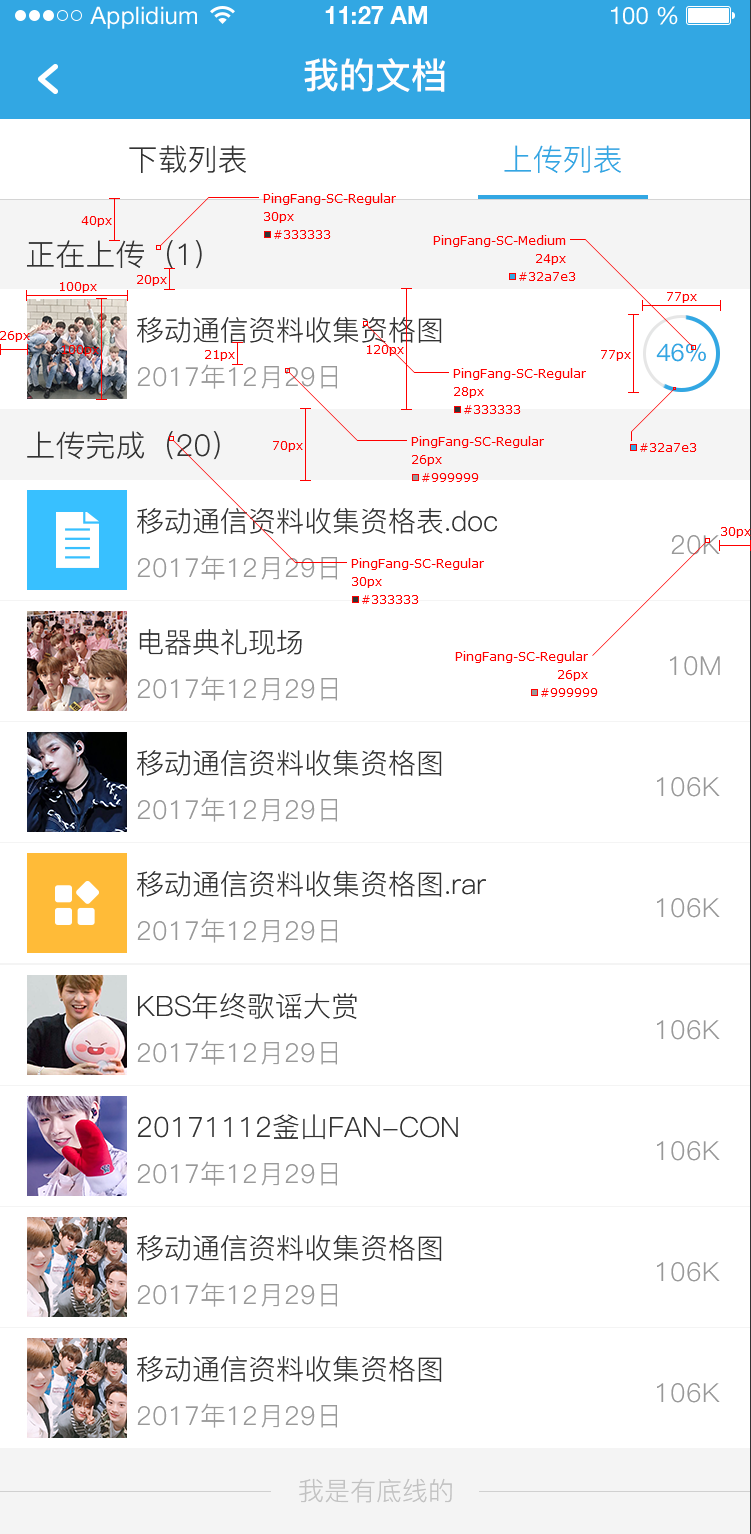 Applidium 11:27 AM 100 %
我的文档
下载列表 上传列表
PingFang-SC-Regular
30px
#333333
40px
正在上传（1）
20px
PingFang-SC-Medium
24px
#32a7e3
100px
77px
26px
100px
移动通信资料收集资格图
120px
21px
2017年12月29日
77px
46%
PingFang-SC-Regular
28px
#333333
上传完成（20）
70px
PingFang-SC-Regular
26px
#999999
#32a7e3
移动通信资料收集资格表.doc
2017年12月29日
20K
30px
PingFang-SC-Regular
30px
#333333
电器典礼现场
2017年12月29日
10M
PingFang-SC-Regular
26px
#999999
移动通信资料收集资格图
2017年12月29日
106K
移动通信资料收集资格图.rar
2017年12月29日
106K
KBS年终歌谣大赏
2017年12月29日
106K
20171112釜山FAN-CON
2017年12月29日
106K
移动通信资料收集资格图
2017年12月29日
106K
移动通信资料收集资格图
2017年12月29日
106K
我是有底线的